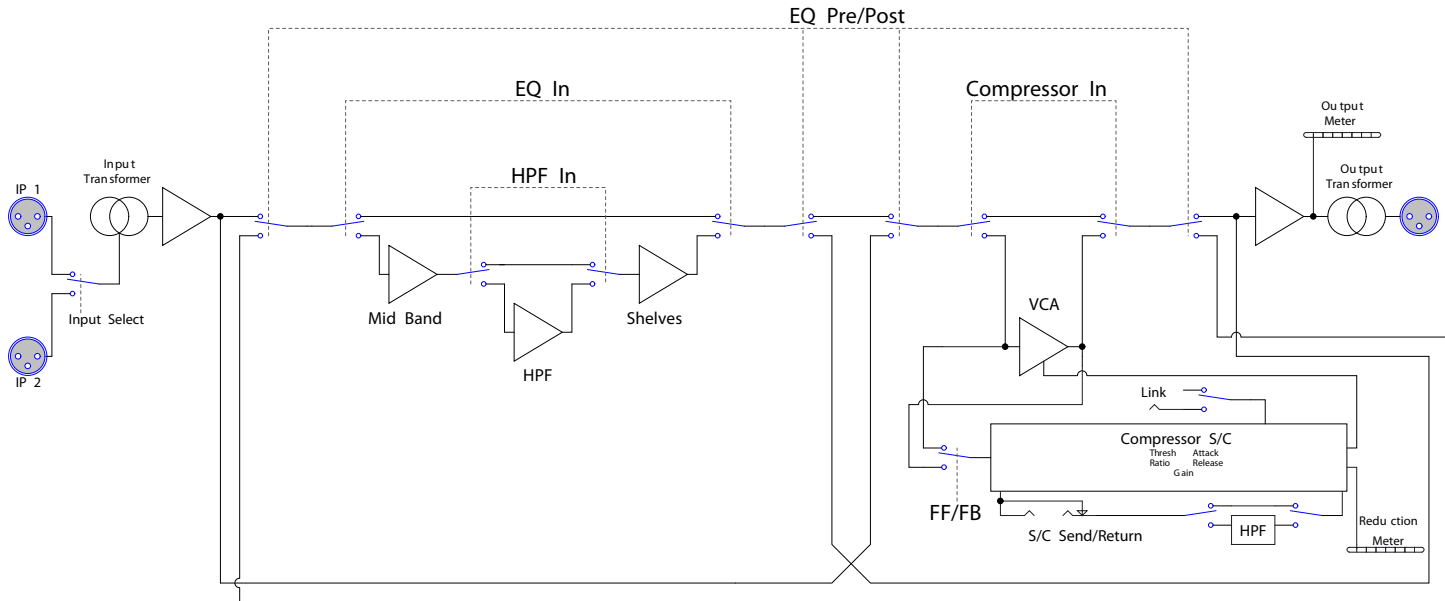 EQ Pre/Post
EQ In
Compressor In
Output
Meter
Input
Transformer
HPF In
Output
Transformer
IP 1
Input Select
Mid Band
Shelves
VCA
HPF
IP 2
Link
Compressor S/C
Thresh Attack
Ratio Release
Gain
FF/FB
S/C Send/Return
HPF
Reduction
Meter